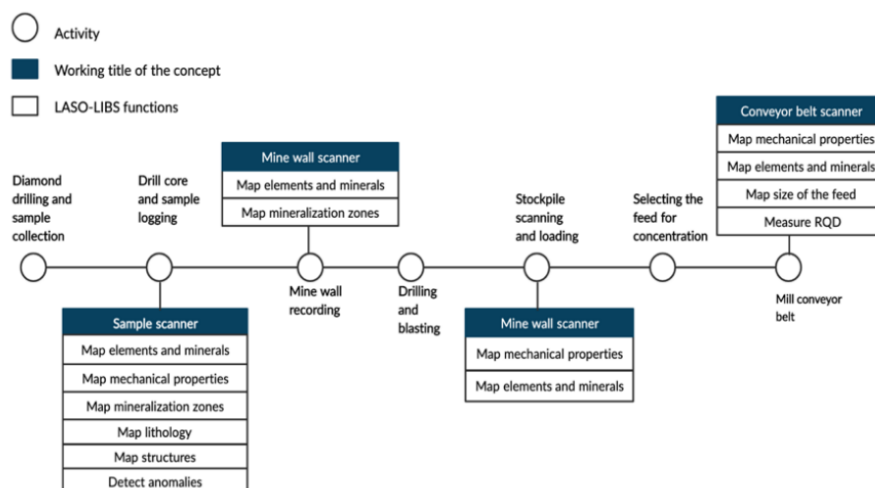 Activity
Working title of the concept
LASO-LIBS functions
Conveyor belt scanner
Map mechanical properties
Map elements and minerals
Map size of the feed
Measure RQD
Mine wall scanner
Map elements and minerals
Map mineralization zones
Diamond
drilling and
sample
collection
Drill core
and sample
logging
Stockpile
scanning
and loading
Selecting the
feed for
concentration
Mine wall
recording
Drilling
and
blasting
Mill conveyor
belt
Sample scanner
Map elements and minerals
Map mechanical properties
Map mineralization zones
Map lithology
Map structures
Detect anomalies
Mine wall scanner
Map mechanical properties
Map elements and minerals